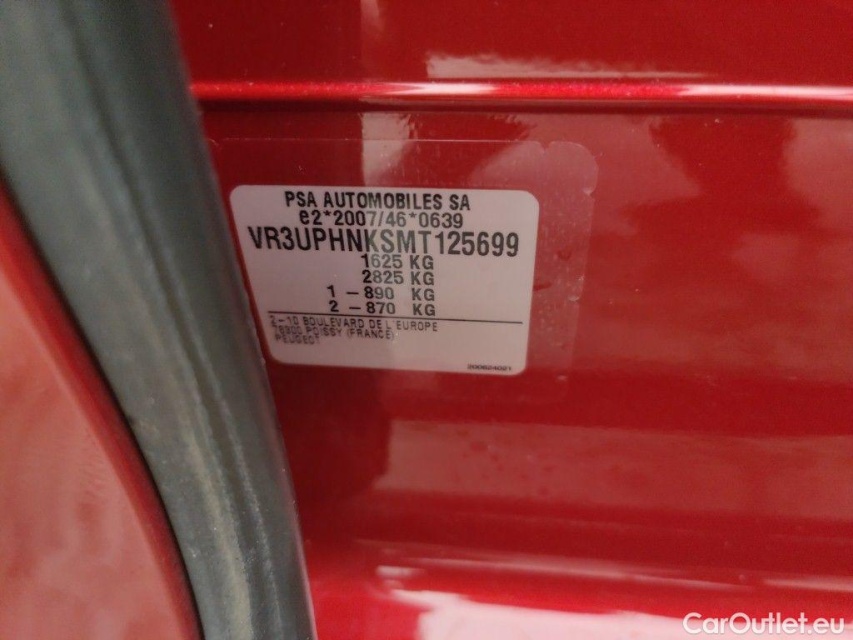 PSA AUTOMOBILES SA
e2*2007/46*0639
VR3UPHNKSMT125699
1625 KG
2825 KG
1 - 890 KG
2 - 870 KG
2-10 BOULEVARD DE L'EUROPE
78300 POISSY (FRANCE)
PEUGEOT
CarOutlet.eu